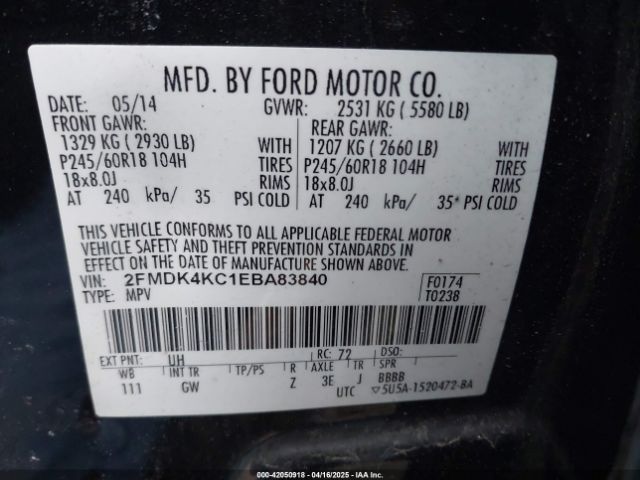 MFD. BY FORD MOTOR CO.
DATE: 05/14 GVWR: 2531 KG ( 5580 LB)
FRONT GAWR: REAR GAWR:
1329 KG ( 2930 LB) WITH 1207 KG ( 2660 LB) WITH
P245/60R18 104H TIRES P245/60R18 104H TIRES
18x8.0J RIMS 18x8.0J RIMS
AT 240 kPa/ 35 PSI COLD AT 240 kPa/ 35* PSI COLD
THIS VEHICLE CONFORMS TO ALL APPLICABLE FEDERAL MOTOR
VEHICLE SAFETY AND THEFT PREVENTION STANDARDS IN
EFFECT ON THE DATE OF MANUFACTURE SHOWN ABOVE.
VIN: 2FMDK4KC1EBA83840 F0174
TYPE: MPV T0238
EXT PNT: UH RC: 72 DSO:
WB INT TR TP/PS R AXLE TR SPR
111 GW Z 3E J BBBB
UTC ▽5U5A-1520472-BA
000-42050918 - 04/16/2025 - IAAI.COM